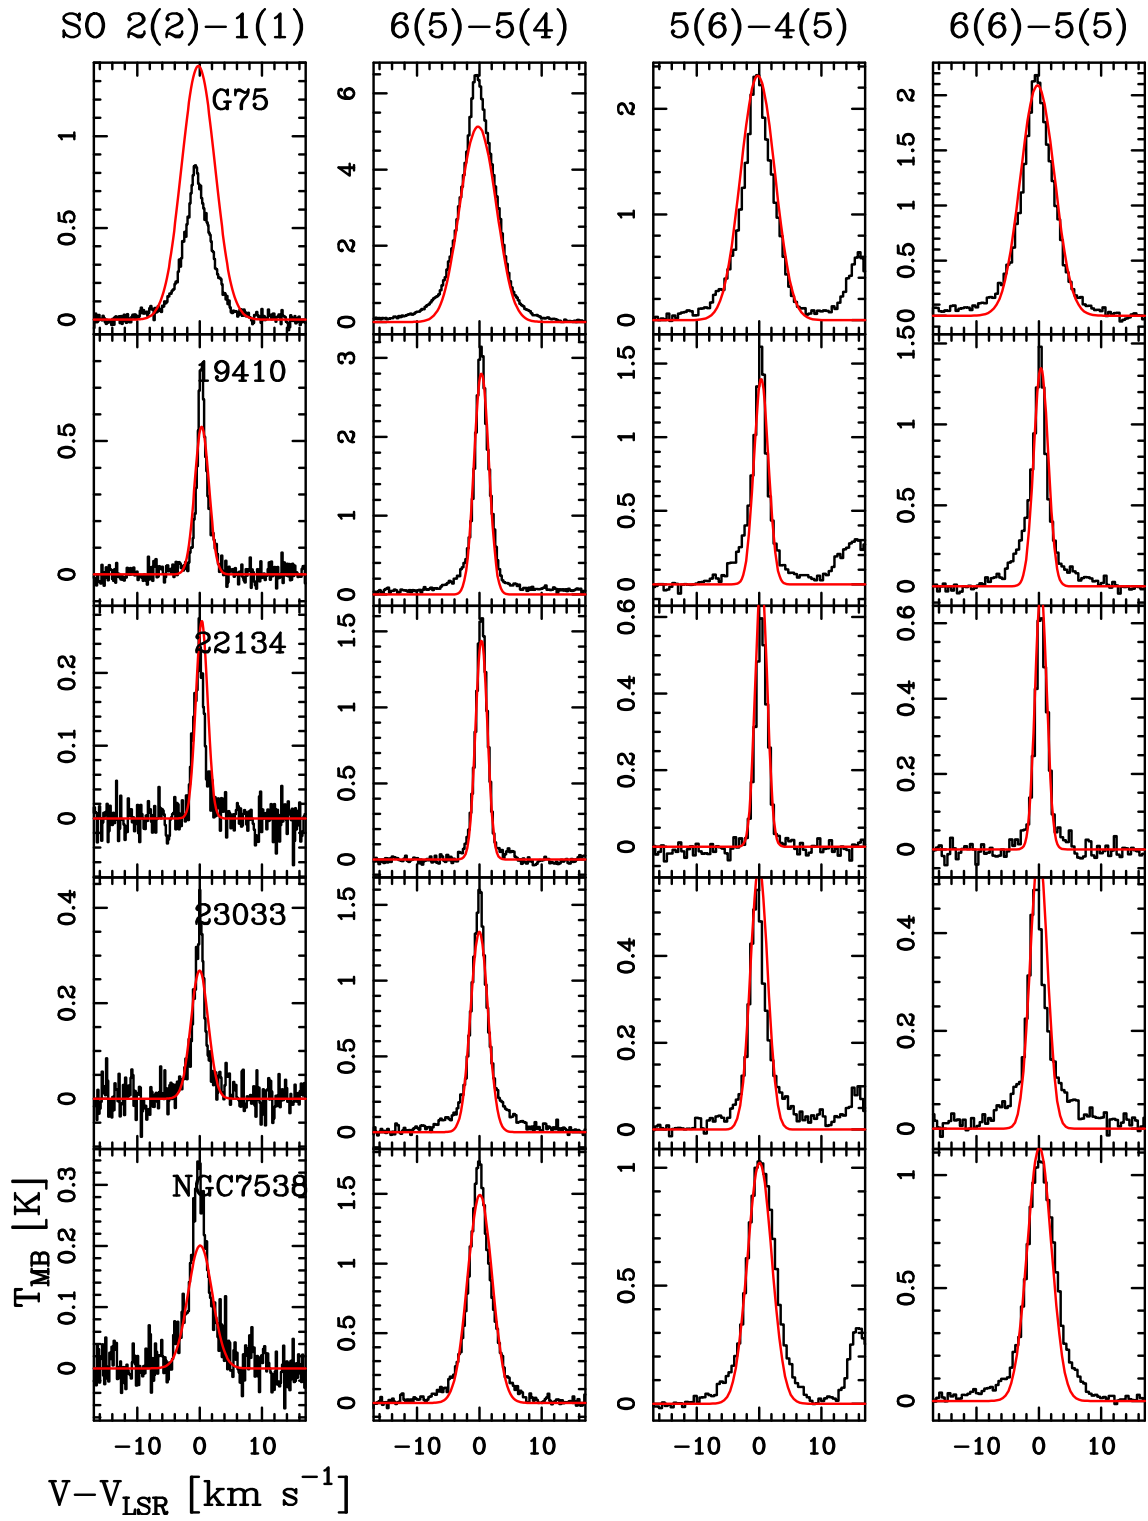 SO 2(2)−1(1) 6(5)−5(4) 5(6)−4(5) 6(6)−5(5)
G75
0 0.5 1
0 2 4 6
0 1 2
0 0.5 1 1.5 2
19410
0 0.5
0 1 2 3
0 0.5 1 1.5
0 0.5 1 1.5
22134
0 0.1 0.2
0 0.5 1 1.5
0 0.2 0.4 0.6
0 0.2 0.4 0.6
23033
0 0.2 0.4
0 0.5 1 1.5
0 0.2 0.4
0 0.2 0.4
NGC7538
0 0.1 0.2 0.3
0 0.5 1 1.5
0 0.5 1
0 0.5 1
T_MB [K]
−10 0 10 −10 0 10 −10 0 10 −10 0 10
V−V_LSR [km s⁻¹]